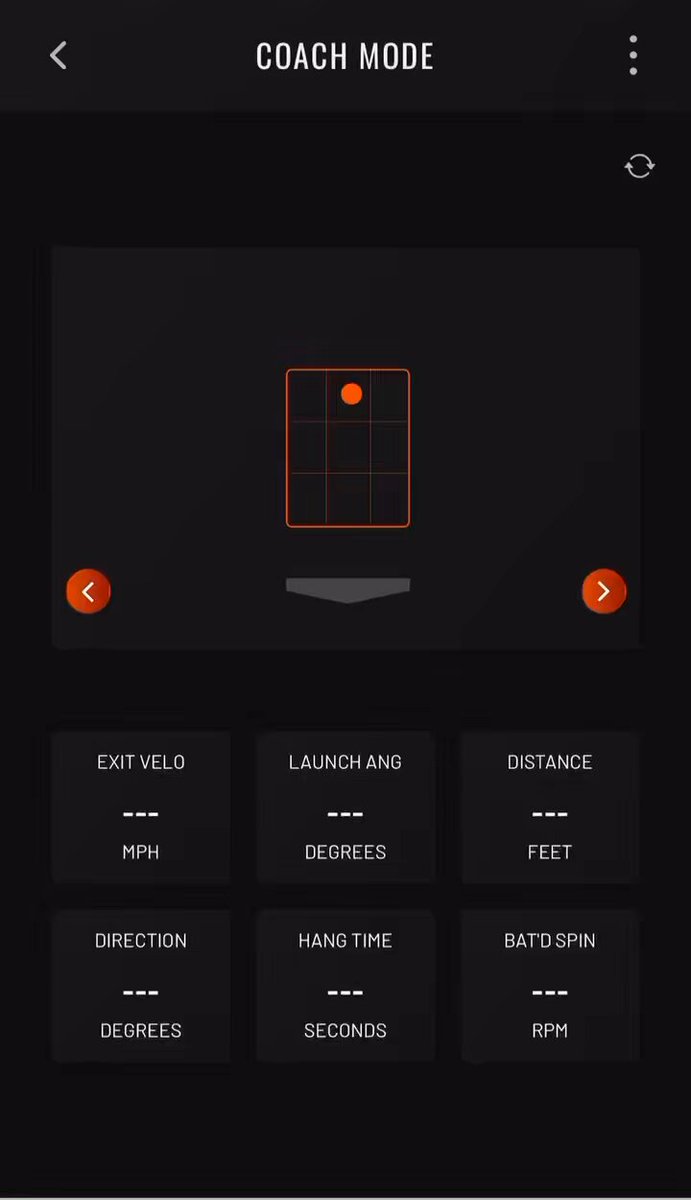 COACH MODE
EXIT VELO
---
MPH
LAUNCH ANG
---
DEGREES
DISTANCE
---
FEET
DIRECTION
---
DEGREES
HANG TIME
---
SECONDS
BAT'D SPIN
---
RPM